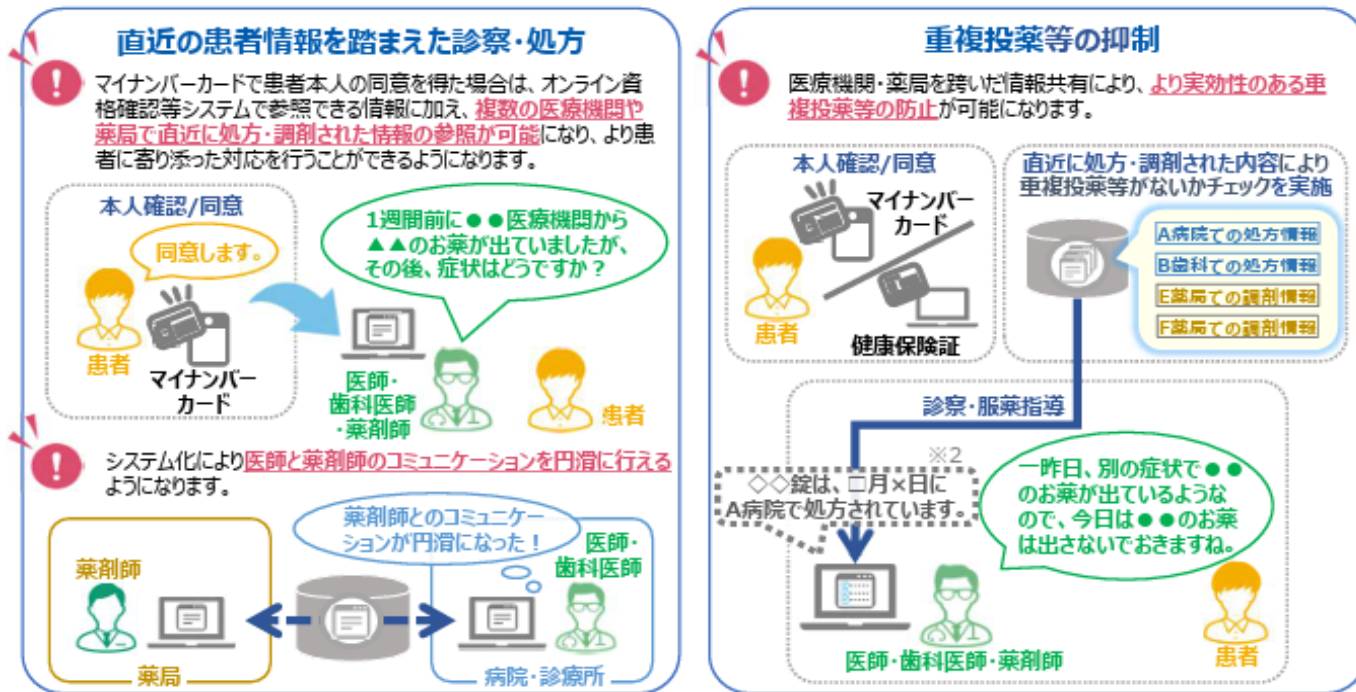 直近の患者情報を踏まえた診察・処方
マイナンバーカードで患者本人の同意を得た場合は、オンライン資
格確認等システムで参照できる情報に加え、複数の医療機関や
薬局で直近に処方・調剤された情報の参照が可能になり、より患
者に寄り添った対応を行うことができるようになります。
本人確認/同意
同意します。
患者
マイナンバー
カード
1週間前に●●医療機関から
▲▲のお薬が出ていましたが、
その後、症状はどうですか？
医師・
歯科医師
・薬剤師
患者
システム化により医師と薬剤師のコミュニケーションを円滑に行える
ようになります。
薬剤師とのコミュニケー
ションが円滑になった！
薬剤師
薬局
医師・
歯科医師
病院・診療所
重複投薬等の抑制
医療機関・薬局を跨いだ情報共有により、より実効性のある重
複投薬等の防止が可能になります。
本人確認/同意
マイナンバー
カード
患者
健康保険証
直近に処方・調剤された内容により
重複投薬等がないかチェックを実施
A病院での処方情報
B歯科での処方情報
E薬局での調剤情報
F薬局での調剤情報
診察・服薬指導
※2
◇◇錠は、□月×日に
A病院で処方されています。
一昨日、別の症状で●●
のお薬が出ているような
ので、今日は●●のお薬
は出さないでおきますね。
医師・歯科医師・薬剤師
患者